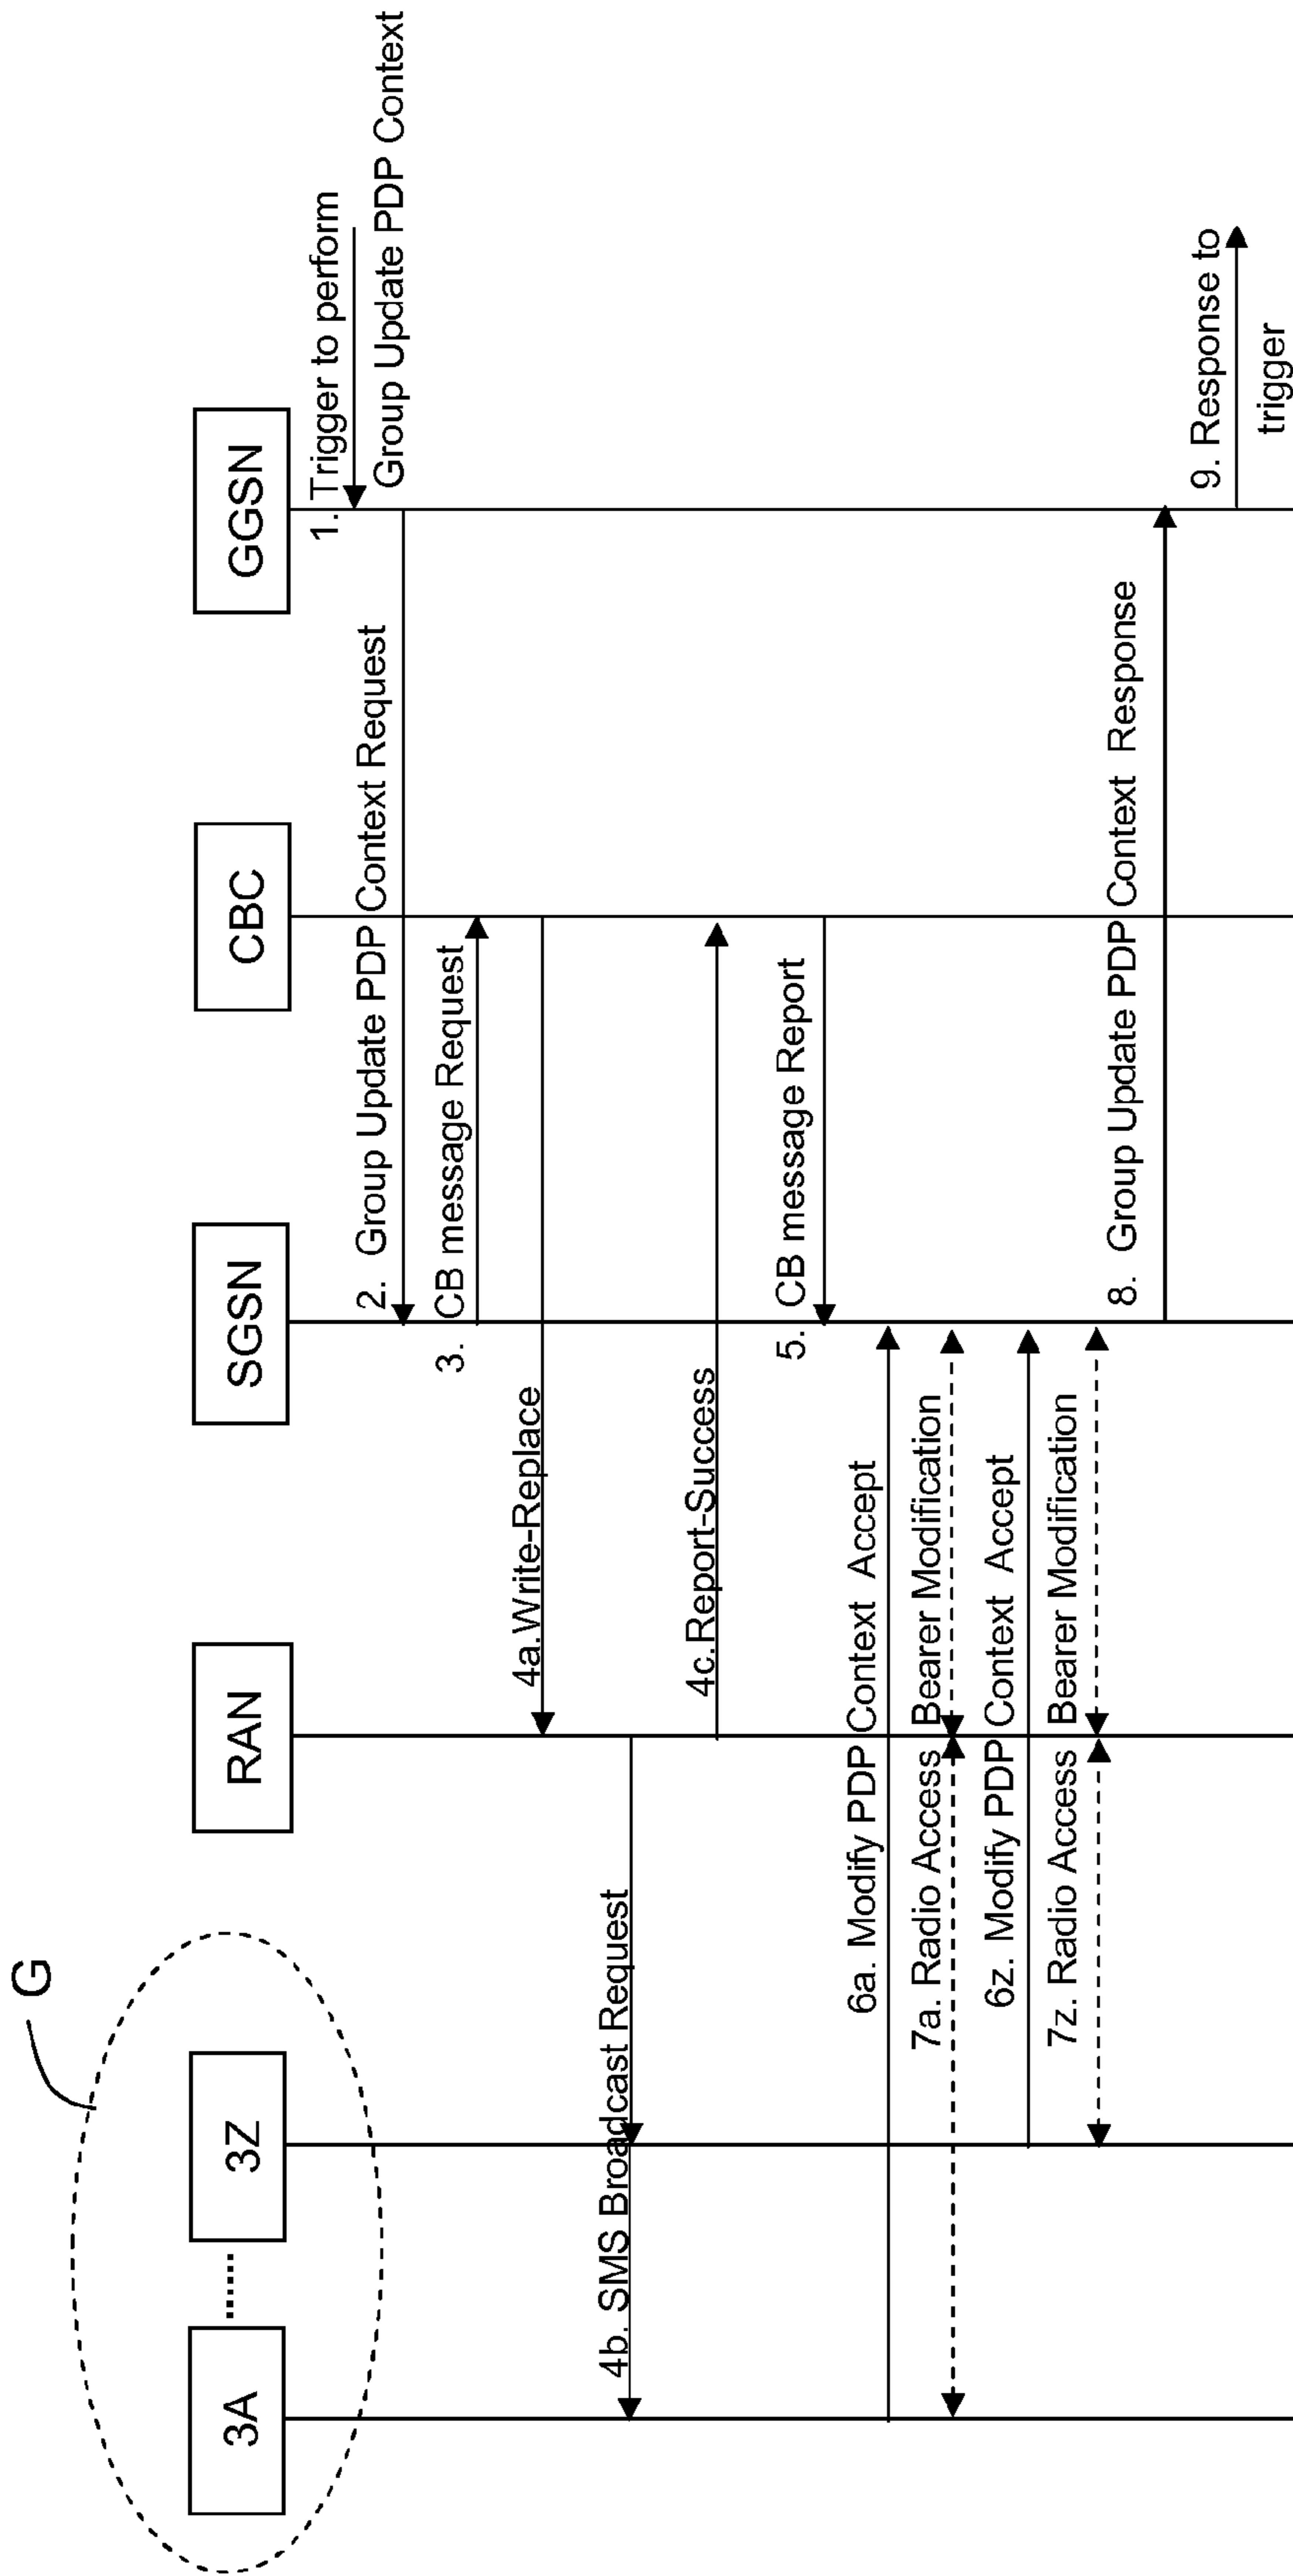 G
3A
3Z
RAN
SGSN
CBC
GGSN
1. Trigger to perform
Group Update PDP Context
2. Group Update PDP Context Request
3. CB message Request
4a.Write-Replace
4b. SMS Broadcast Request
4c.Report-Success
5. CB message Report
6a. Modify PDP Context Accept
7a. Radio Access Bearer Modification
6z. Modify PDP Context Accept
7z. Radio Access Bearer Modification
8. Group Update PDP Context Response
9. Response to
trigger